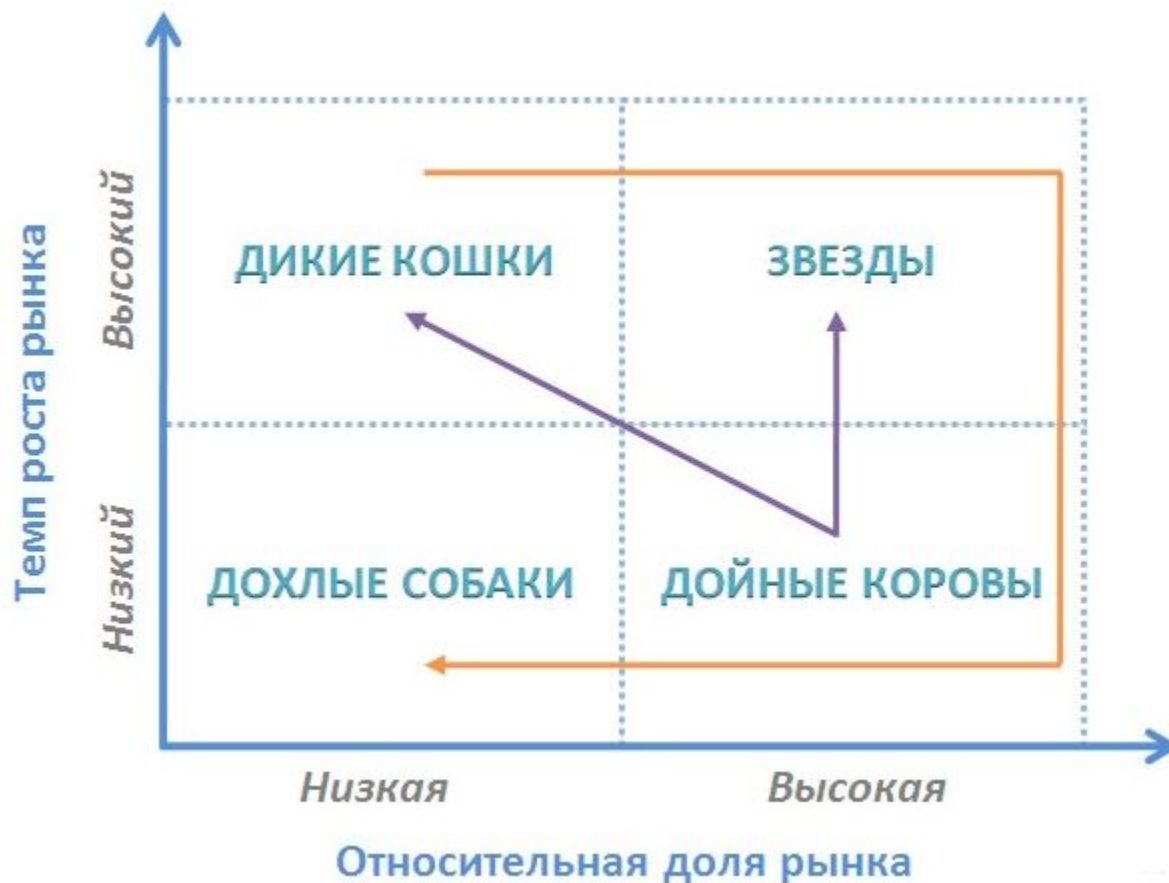 Темп роста рынка
Высокий
Низкий
ДИКИЕ КОШКИ
ЗВЕЗДЫ
ДОХЛЫЕ СОБАКИ
ДОЙНЫЕ КОРОВЫ
Низкая
Высокая
Относительная доля рынка